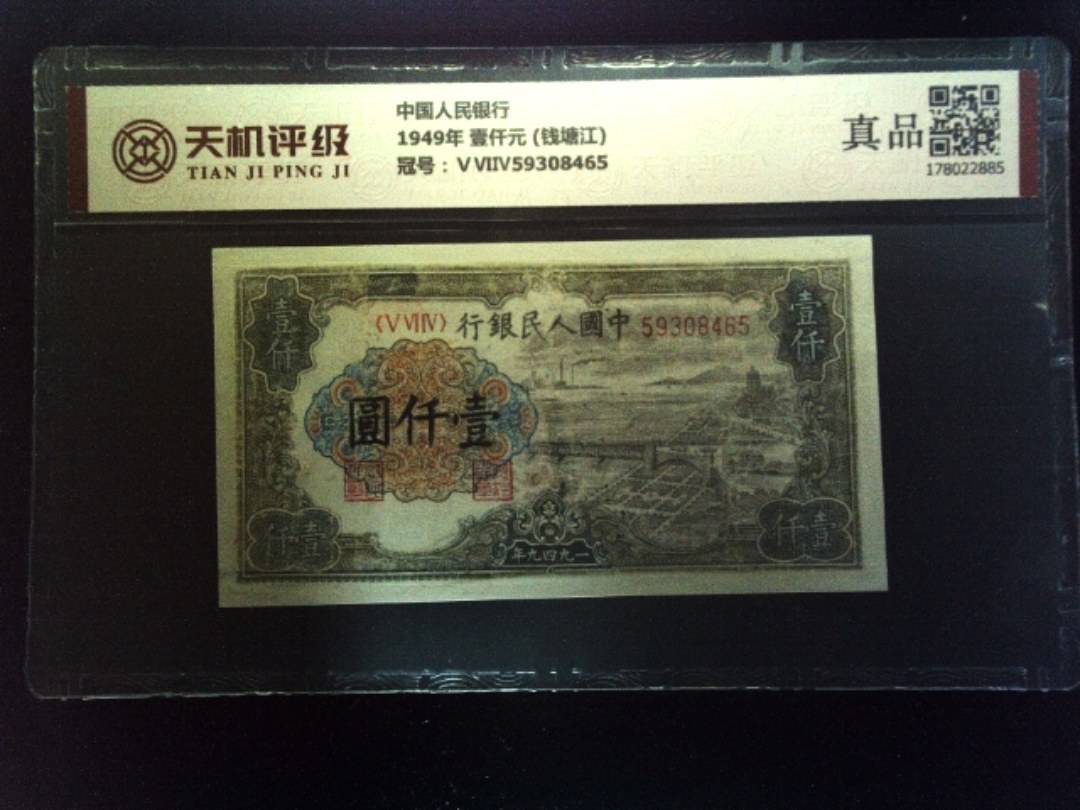 天机评级
TIAN JI PING JI
中国人民银行
1949年 壹仟元 (钱塘江)
冠号：ⅤⅦⅣ59308465
真品
178022885
壹仟
壹仟
(ⅤⅦⅣ) 行銀民人國中 59308465
圓仟壹
仟壹
年九四九一
仟壹